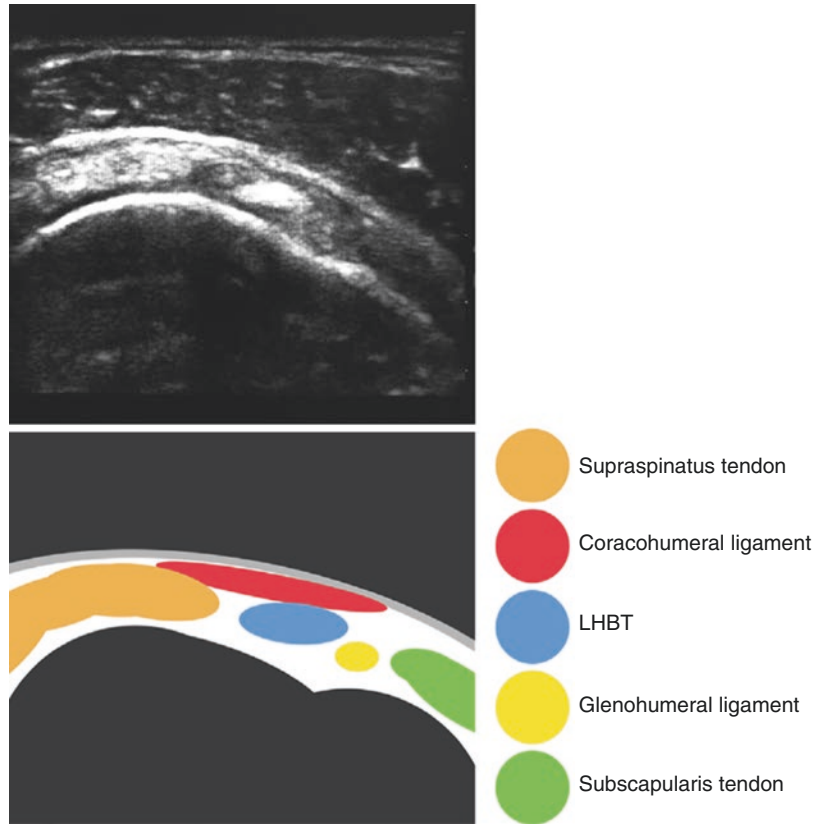 Supraspinatus tendon
Coracohumeral ligament
LHBT
Glenohumeral ligament
Subscapularis tendon